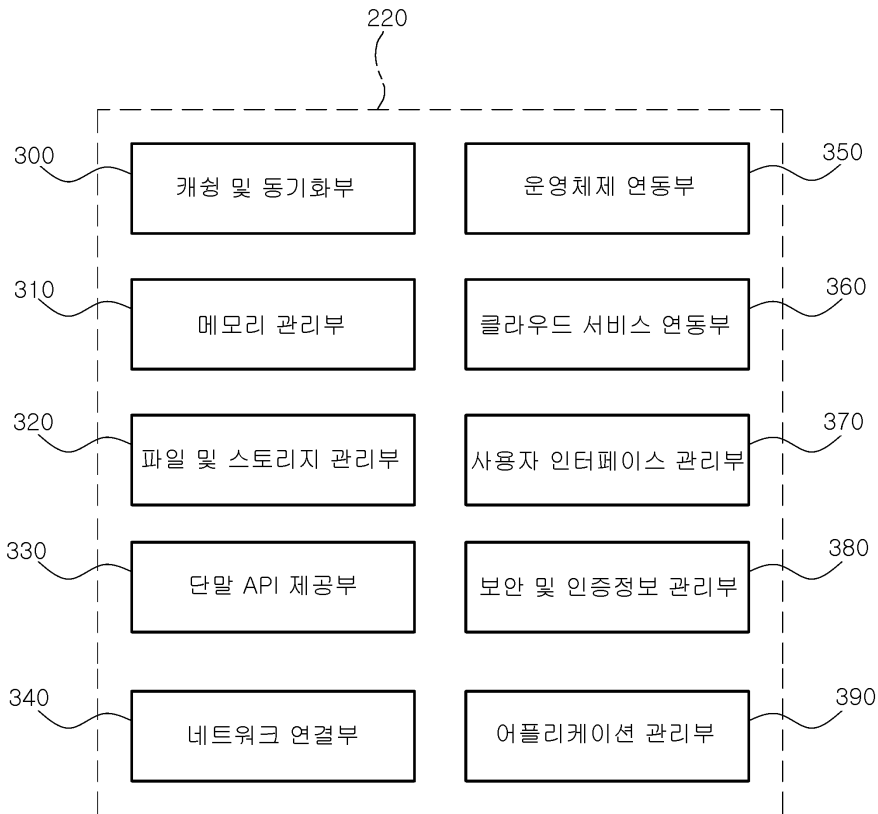 220
300
캐슁 및 동기화부
운영체제 연동부
350
310
메모리 관리부
클라우드 서비스 연동부
360
320
파일 및 스토리지 관리부
사용자 인터페이스 관리부
370
330
단말 API 제공부
보안 및 인증정보 관리부
380
340
네트워크 연결부
어플리케이션 관리부
390